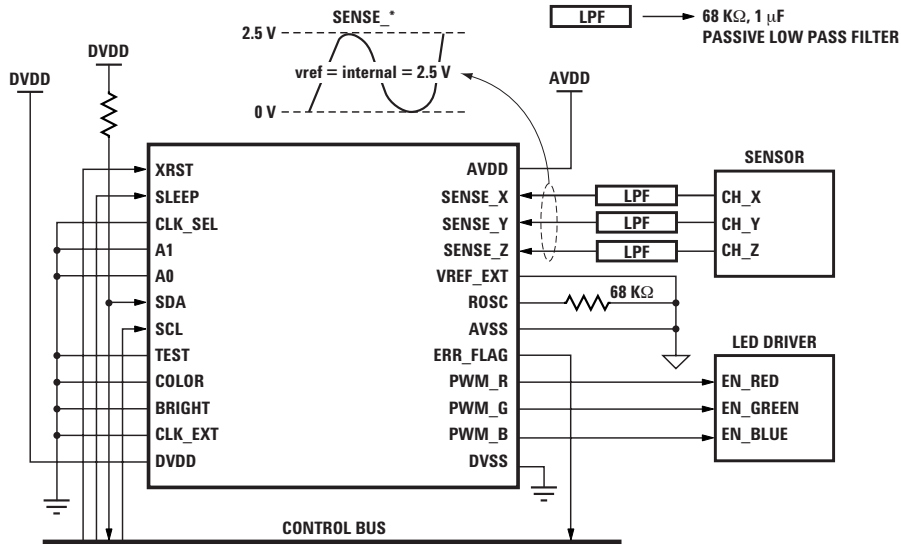 SENSE_*
2.5 V
vref = internal = 2.5 V
0 V
LPF
68 KΩ, 1 μF
PASSIVE LOW PASS FILTER
DVDD
DVDD
AVDD
XRST
SLEEP
CLK_SEL
A1
A0
SDA
SCL
TEST
COLOR
BRIGHT
CLK_EXT
DVDD
AVDD
SENSE_X
SENSE_Y
SENSE_Z
VREF_EXT
ROSC
AVSS
ERR_FLAG
PWM_R
PWM_G
PWM_B
DVSS
68 KΩ
LPF
LPF
LPF
SENSOR
CH_X
CH_Y
CH_Z
LED DRIVER
EN_RED
EN_GREEN
EN_BLUE
CONTROL BUS